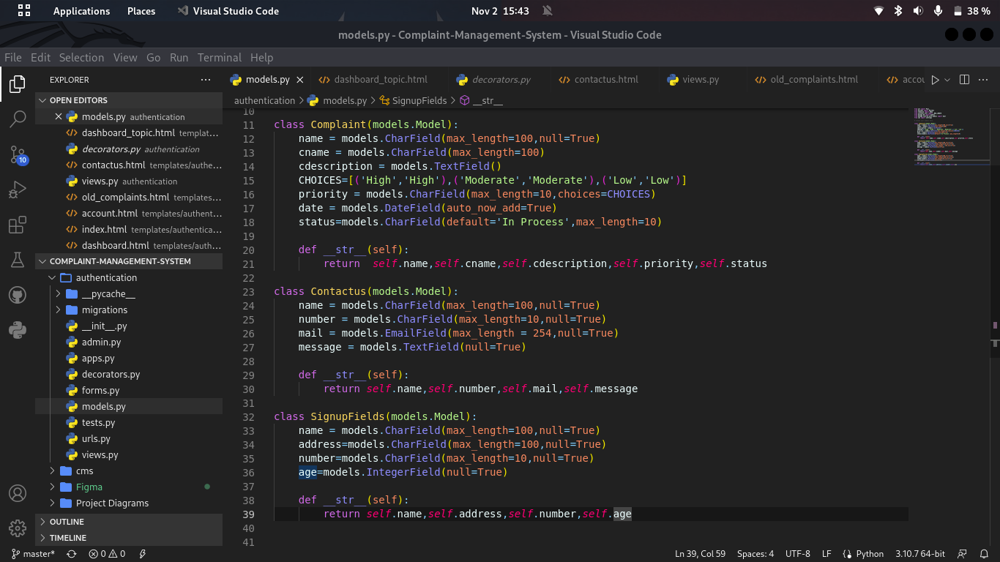 Applications Places Visual Studio Code Nov 2 15:43 38 %
models.py - Complaint-Management-System - Visual Studio Code
File Edit Selection View Go Run Terminal Help
EXPLORER
OPEN EDITORS
models.py authentication
dashboard_topic.html templat...
decorators.py authentication
contactus.html templates/authe...
views.py authentication
old_complaints.html templates...
account.html templates/authent...
index.html templates/authentica...
dashboard.html templates/auth...
COMPLAINT-MANAGEMENT-SYSTEM
authentication
__pycache__
migrations
__init__.py
admin.py
apps.py
decorators.py
forms.py
models.py
tests.py
urls.py
views.py
cms
Figma
Project Diagrams
OUTLINE
TIMELINE
10
models.py dashboard_topic.html decorators.py contactus.html views.py old_complaints.html accou
authentication > models.py > SignupFields > __str__
10
11 class Complaint(models.Model):
12 name = models.CharField(max_length=100,null=True)
13 cname = models.CharField(max_length=100)
14 cdescription = models.TextField()
15 CHOICES=[('High','High'),('Moderate','Moderate'),('Low','Low')]
16 priority = models.CharField(max_length=10,choices=CHOICES)
17 date = models.DateField(auto_now_add=True)
18 status=models.CharField(default='In Process',max_length=10)
19
20 def __str__(self):
21 return  self.name,self.cname,self.cdescription,self.priority,self.status
22
23 class Contactus(models.Model):
24 name = models.CharField(max_length=100,null=True)
25 number = models.CharField(max_length=10,null=True)
26 mail = models.EmailField(max_length = 254,null=True)
27 message = models.TextField(null=True)
28
29 def __str__(self):
30 return self.name,self.number,self.mail,self.message
31
32 class SignupFields(models.Model):
33 name = models.CharField(max_length=100,null=True)
34 address=models.CharField(max_length=100,null=True)
35 number=models.CharField(max_length=10,null=True)
36 age=models.IntegerField(null=True)
37
38 def __str__(self):
39 return self.name,self.address,self.number,self.age
40
41
master* 0 0 Ln 39, Col 59 Spaces: 4 UTF-8 LF Python 3.10.7 64-bit